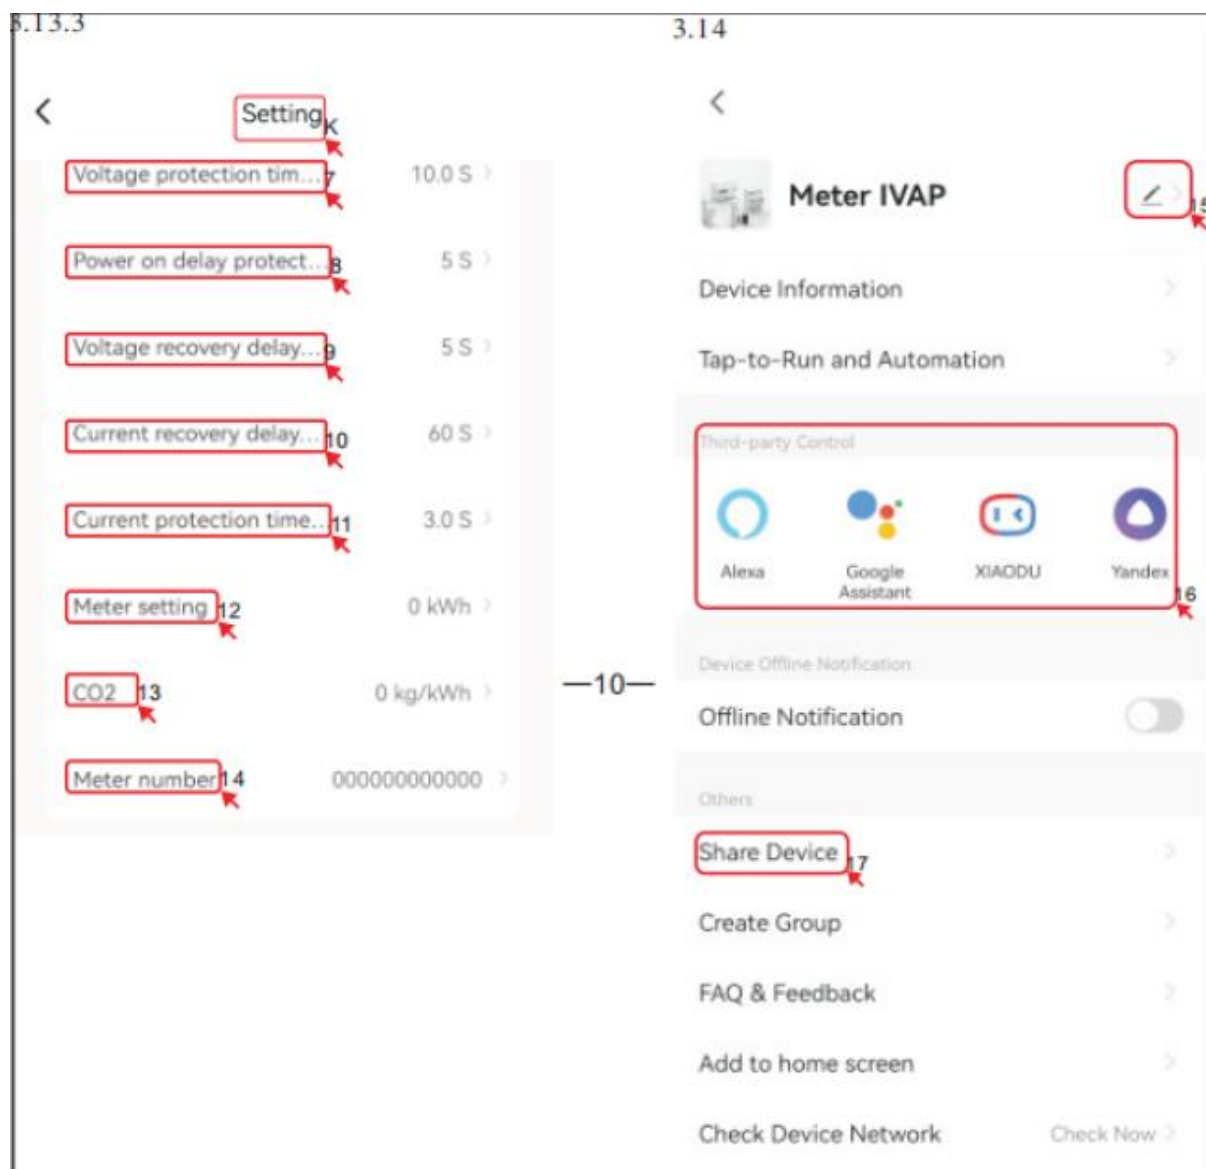 3.13.3
Setting K
Voltage protection tim... 7 10.0 S
Power on delay protect... 8 5 S
Voltage recovery delay... 9 5 S
Current recovery delay... 10 60 S
Current protection time... 11 3.0 S
Meter setting 12 0 kWh
CO2 13 0 kg/kWh
Meter number 14 000000000000
—10—
3.14
Meter IVAP 15
Device Information
Tap-to-Run and Automation
Third-party Control
Alexa Google Assistant XIAODU Yandex
16
Device Offline Notification
Offline Notification
Others
Share Device 17
Create Group
FAQ & Feedback
Add to home screen
Check Device Network Check Now